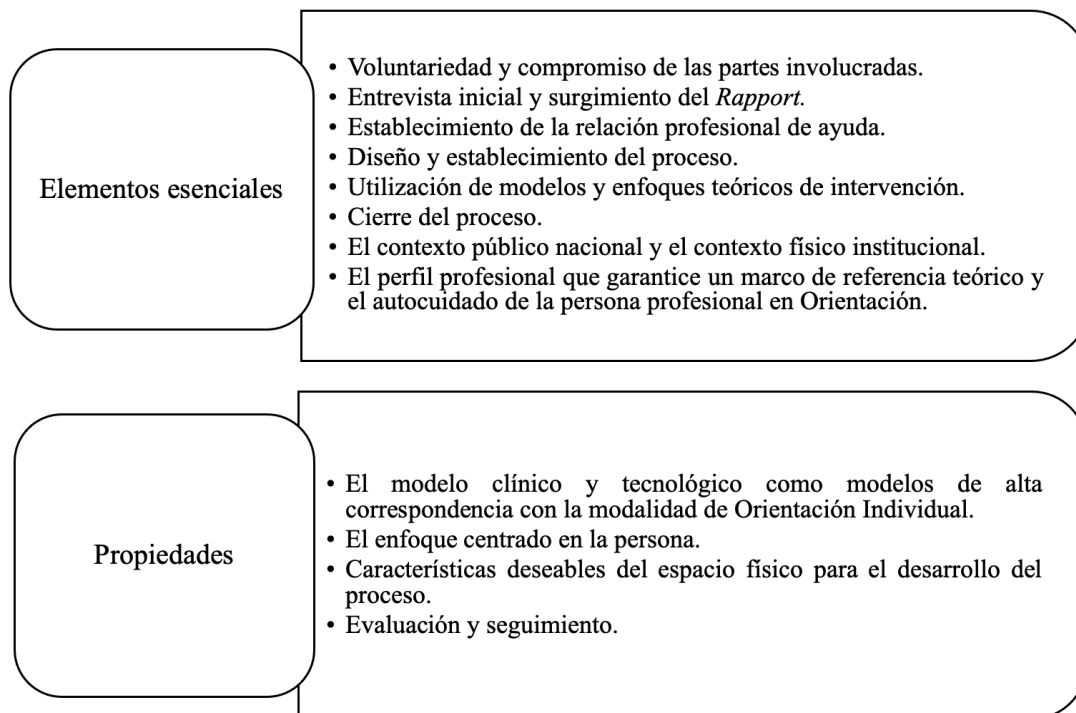 Elementos esenciales
• Voluntariedad y compromiso de las partes involucradas.
• Entrevista inicial y surgimiento del Rapport.
• Establecimiento de la relación profesional de ayuda.
• Diseño y establecimiento del proceso.
• Utilización de modelos y enfoques teóricos de intervención.
• Cierre del proceso.
• El contexto público nacional y el contexto físico institucional.
• El perfil profesional que garantice un marco de referencia teórico y
el autocuidado de la persona profesional en Orientación.
Propiedades
• El modelo clínico y tecnológico como modelos de alta
correspondencia con la modalidad de Orientación Individual.
• El enfoque centrado en la persona.
• Características deseables del espacio físico para el desarrollo del
proceso.
• Evaluación y seguimiento.